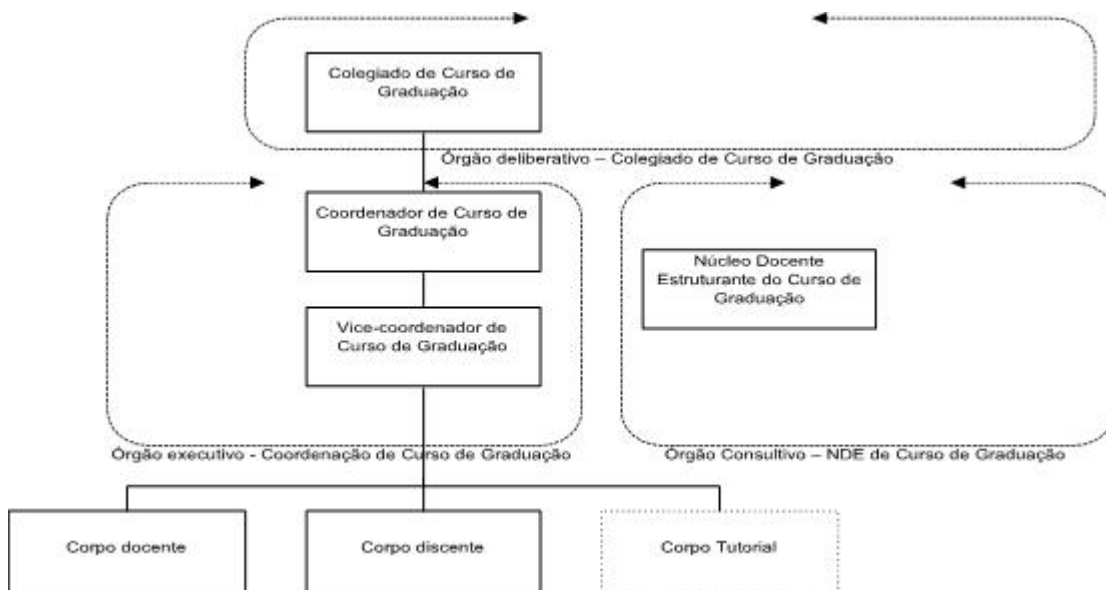 Colegiado de Curso de
Graduação
Órgão deliberativo – Colegiado de Curso de Graduação
Coordenador de Curso de
Graduação
Núcleo Docente
Estruturante do Curso de
Graduação
Vice-coordenador de
Curso de Graduação
Órgão executivo - Coordenação de Curso de Graduação
Órgão Consultivo – NDE de Curso de Graduação
Corpo docente
Corpo discente
Corpo Tutorial